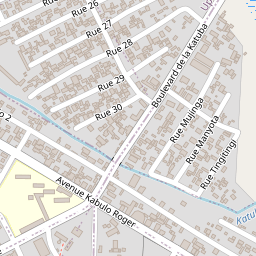 Rue 26
Rue 27
Rue 28
Rue 29
Rue 30
Boulevard de la Katuba
Rue Mujinga
Rue Manyota
Rue Tingitingi
Avenue Kabulo Roger